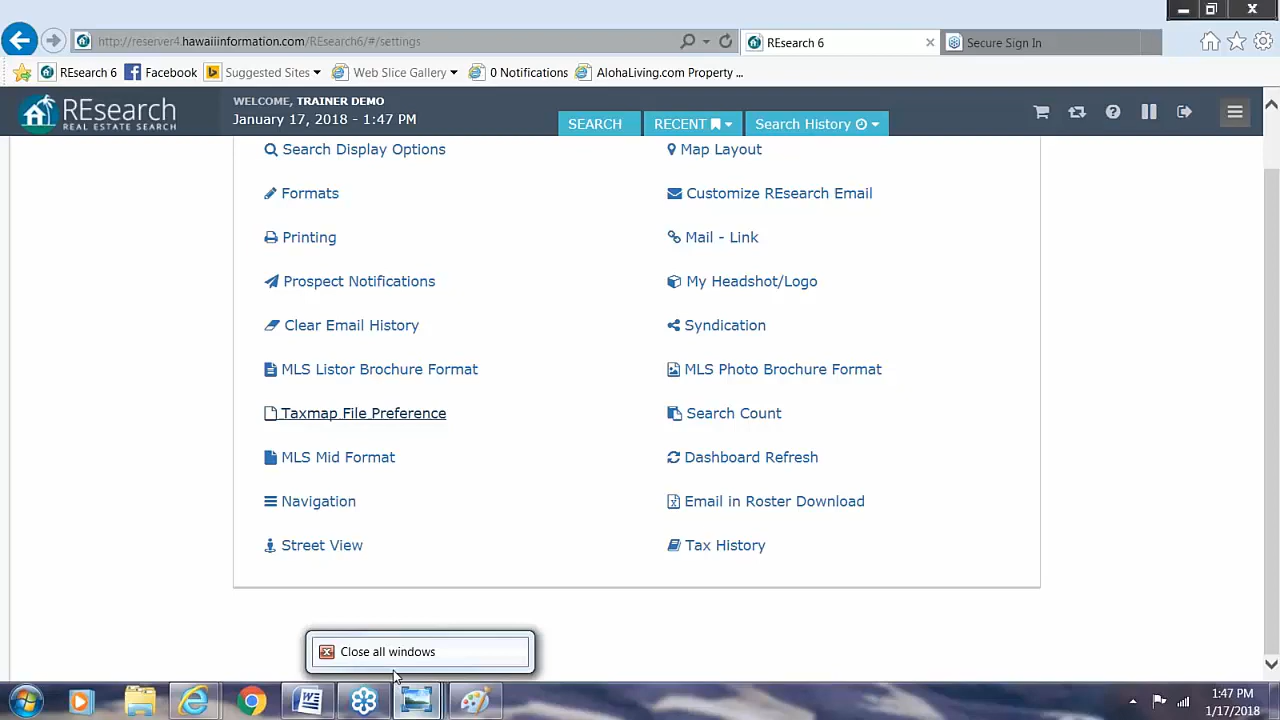 http://reserver4.hawaiiinformation.com/REsearch6/#/settings
REsearch 6
Secure Sign In
REsearch 6
Facebook
Suggested Sites
Web Slice Gallery
0 Notifications
AlohaLiving.com Property ...
REsearch
REAL ESTATE SEARCH
WELCOME, TRAINER DEMO
January 17, 2018 - 1:47 PM
SEARCH
RECENT
Search History
Search Display Options
Map Layout
Formats
Customize REsearch Email
Printing
Mail - Link
Prospect Notifications
My Headshot/Logo
Clear Email History
Syndication
MLS Listor Brochure Format
MLS Photo Brochure Format
Taxmap File Preference
Search Count
MLS Mid Format
Dashboard Refresh
Navigation
Email in Roster Download
Street View
Tax History
Close all windows
1:47 PM
1/17/2018